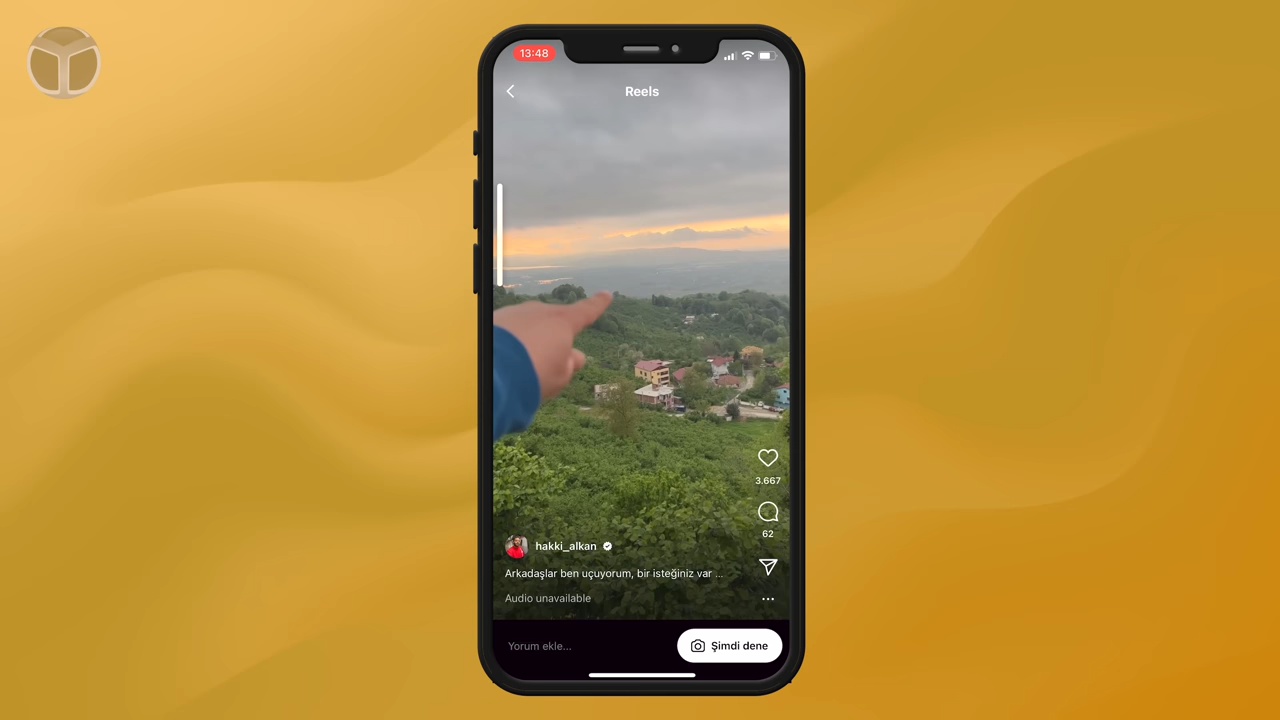 13:48
Reels
3.667
62
hakki_alkan
Arkadaşlar ben uçuyorum, bir isteğiniz var ...
Audio unavailable
Yorum ekle...
Şimdi dene